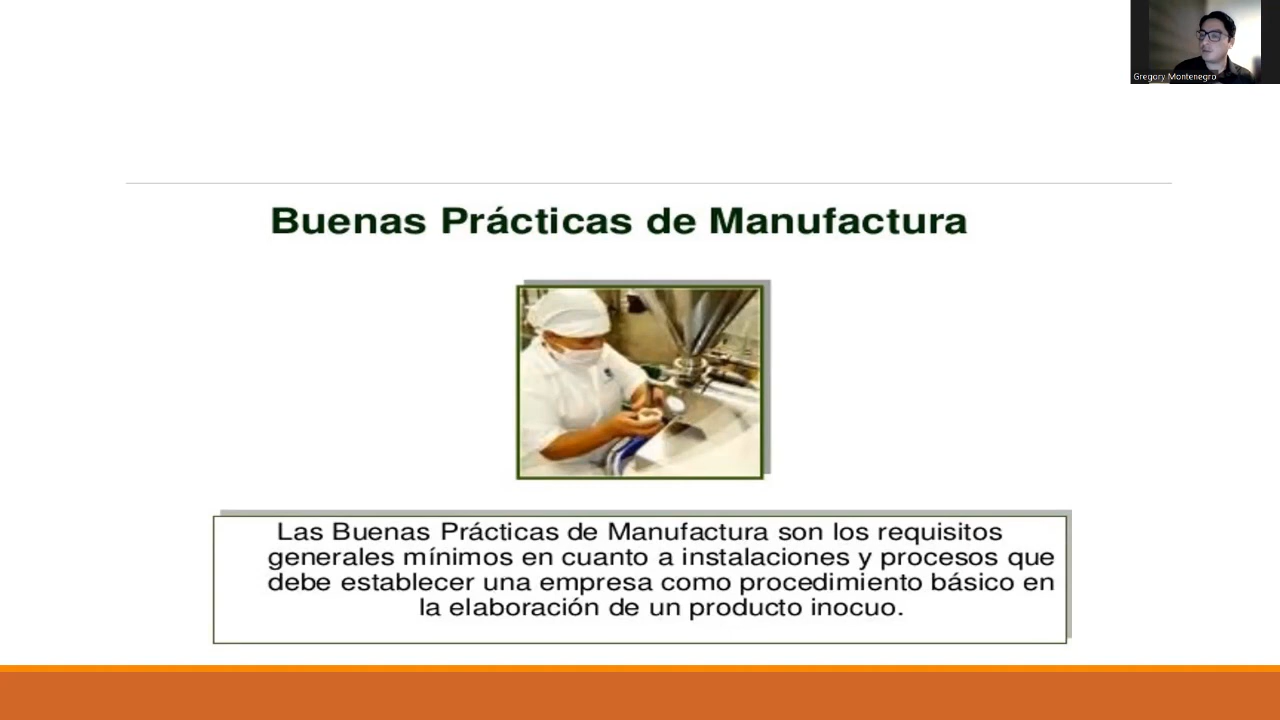 Gregory Montenegro
Buenas Prácticas de Manufactura
Las Buenas Prácticas de Manufactura son los requisitos
generales mínimos en cuanto a instalaciones y procesos que
debe establecer una empresa como procedimiento básico en
la elaboración de un producto inocuo.